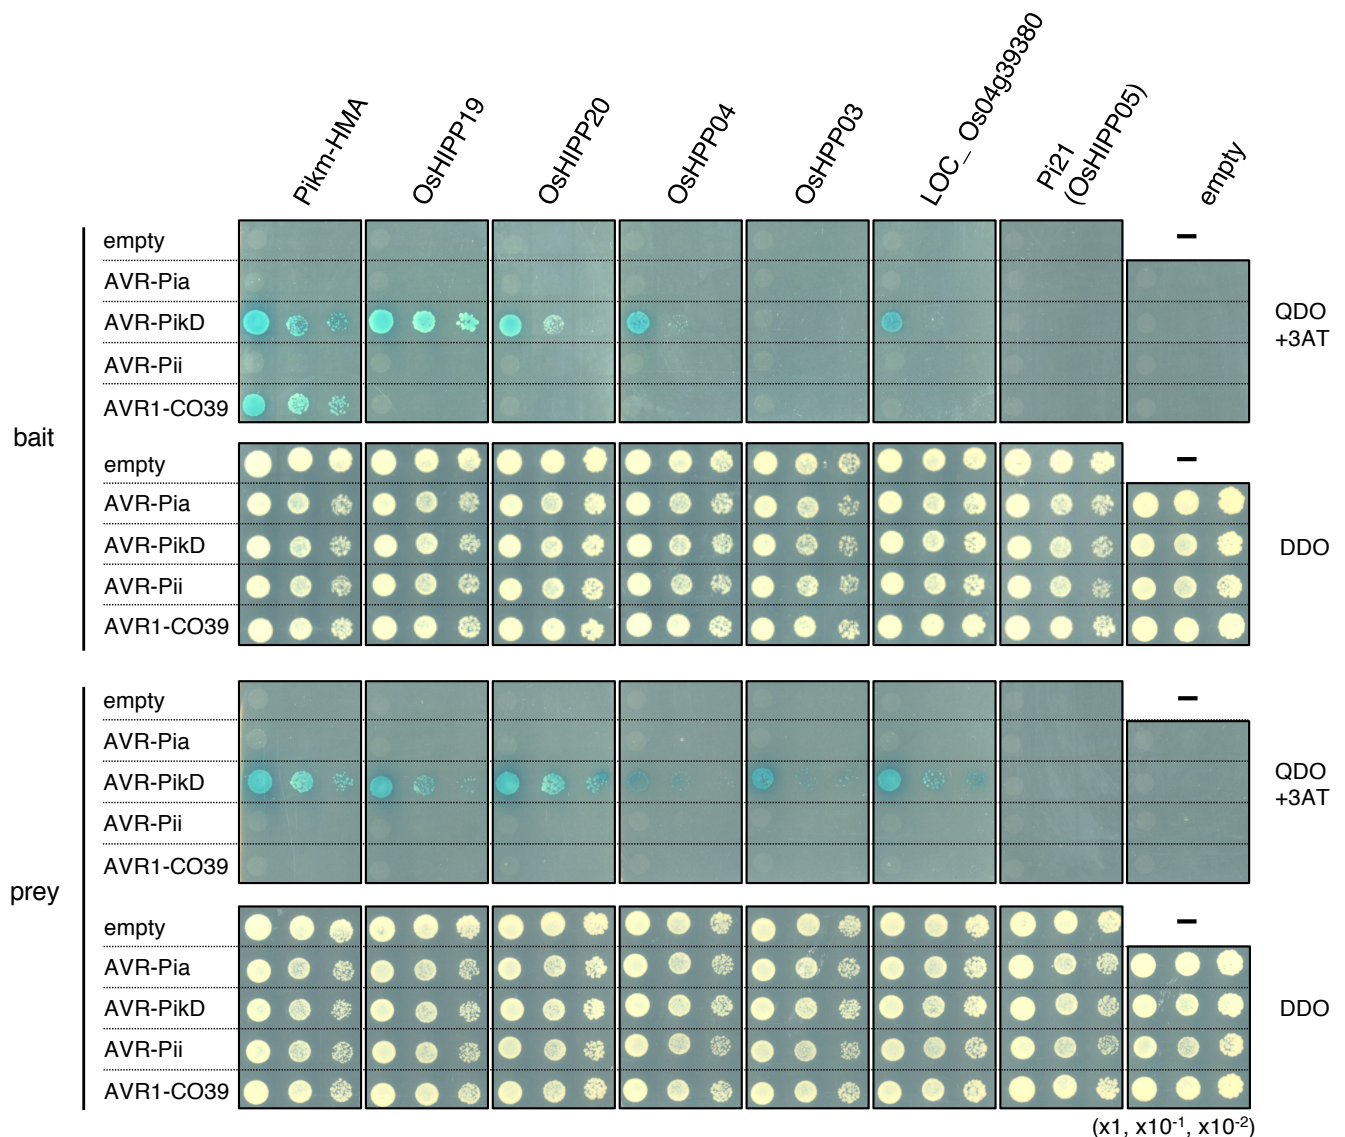 Pikm-HMA
OsHIPP19
OsHIPP20
OsHPP04
OsHPP03
LOC_ Os04g39380
Pi21
(OsHIPP05)
empty
bait
empty
–
AVR-Pia
AVR-PikD
AVR-Pii
AVR1-CO39
QDO
+3AT
empty
–
AVR-Pia
AVR-PikD
AVR-Pii
AVR1-CO39
DDO
prey
empty
–
AVR-Pia
AVR-PikD
AVR-Pii
AVR1-CO39
QDO
+3AT
empty
–
AVR-Pia
AVR-PikD
AVR-Pii
AVR1-CO39
DDO
(x1, x10⁻¹, x10⁻²)